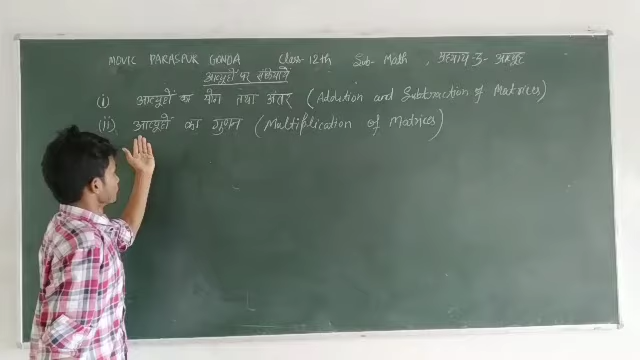 MDVIC PARASPUR GONDA Class-12th Sub- Math , अध्याय-3- आव्यूह
आव्यूहों पर संक्रियाएँ
(i) आव्यूहों का योग तथा अंतर (Addition and Subtraction of Matrices)
(ii). आव्यूहों का गुणन (Multiplication of Matrices)